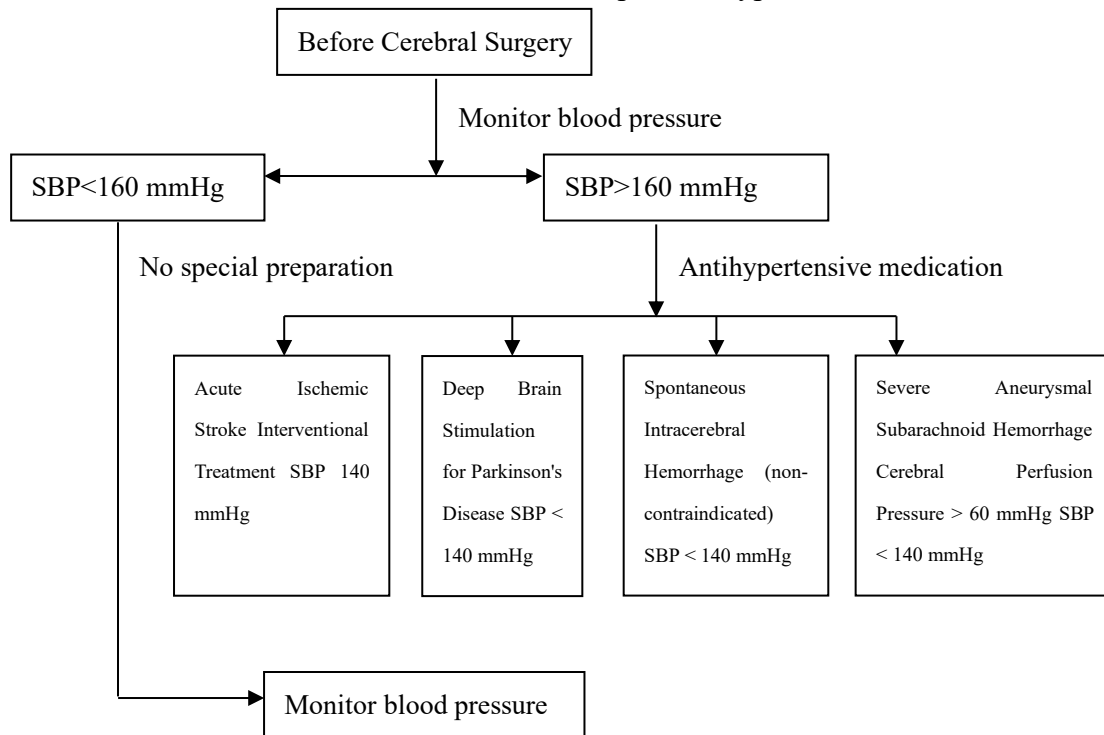 Before Cerebral Surgery
Monitor blood pressure
SBP<160 mmHg
SBP>160 mmHg
No special preparation
Antihypertensive medication
Acute Ischemic
Stroke Interventional
Treatment SBP 140
mmHg
Deep Brain
Stimulation
for Parkinson's
Disease SBP <
140 mmHg
Spontaneous
Intracerebral
Hemorrhage (non-
contraindicated)
SBP < 140 mmHg
Severe Aneurysmal
Subarachnoid Hemorrhage
Cerebral Perfusion
Pressure > 60 mmHg SBP
< 140 mmHg
Monitor blood pressure